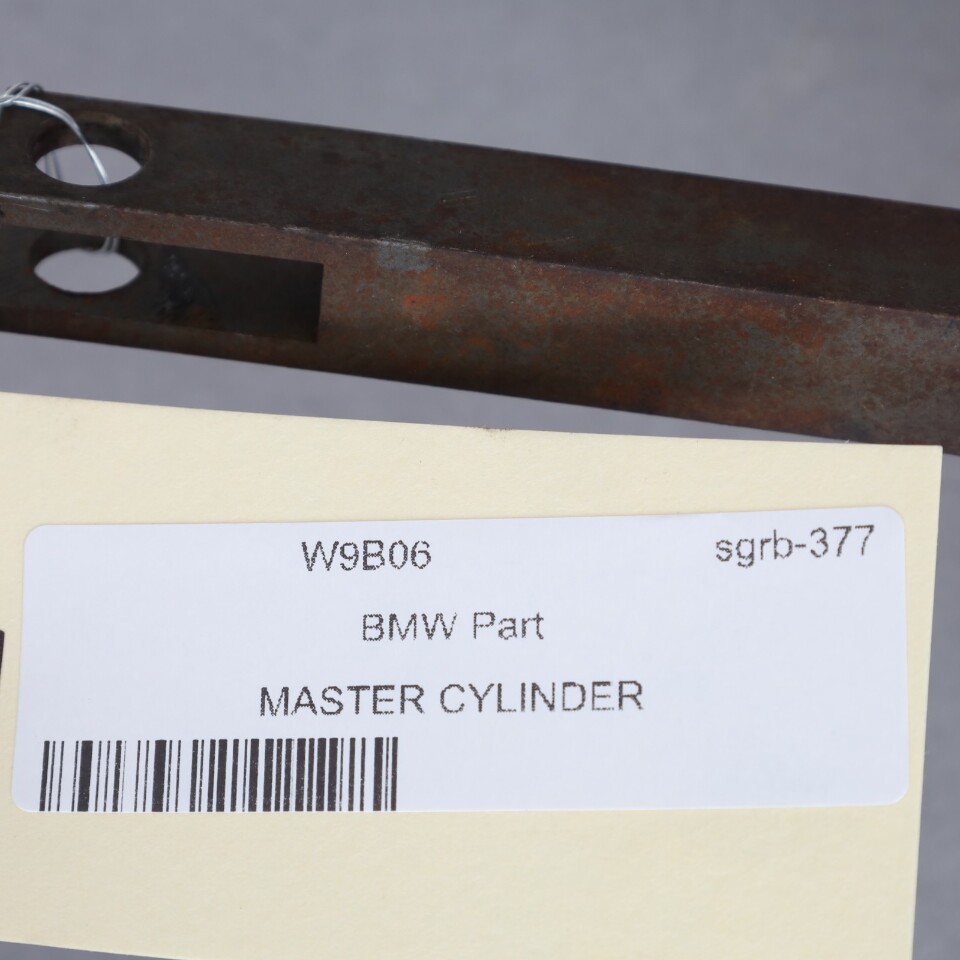 W9B06 sgrb-377
BMW Part
MASTER CYLINDER